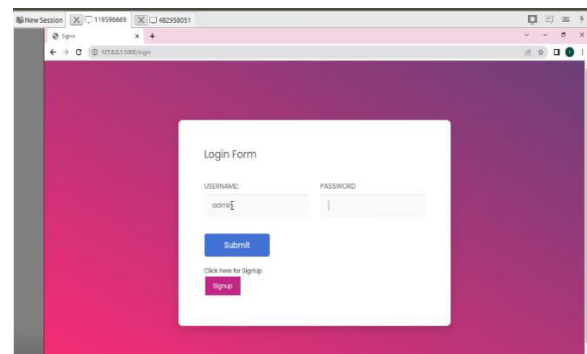 New Session 119596669 482958051
Signin
127.0.0.1:5000/login
Login Form
USERNAME: PASSWORD
admin
Submit
Click here for SignUp
Signup